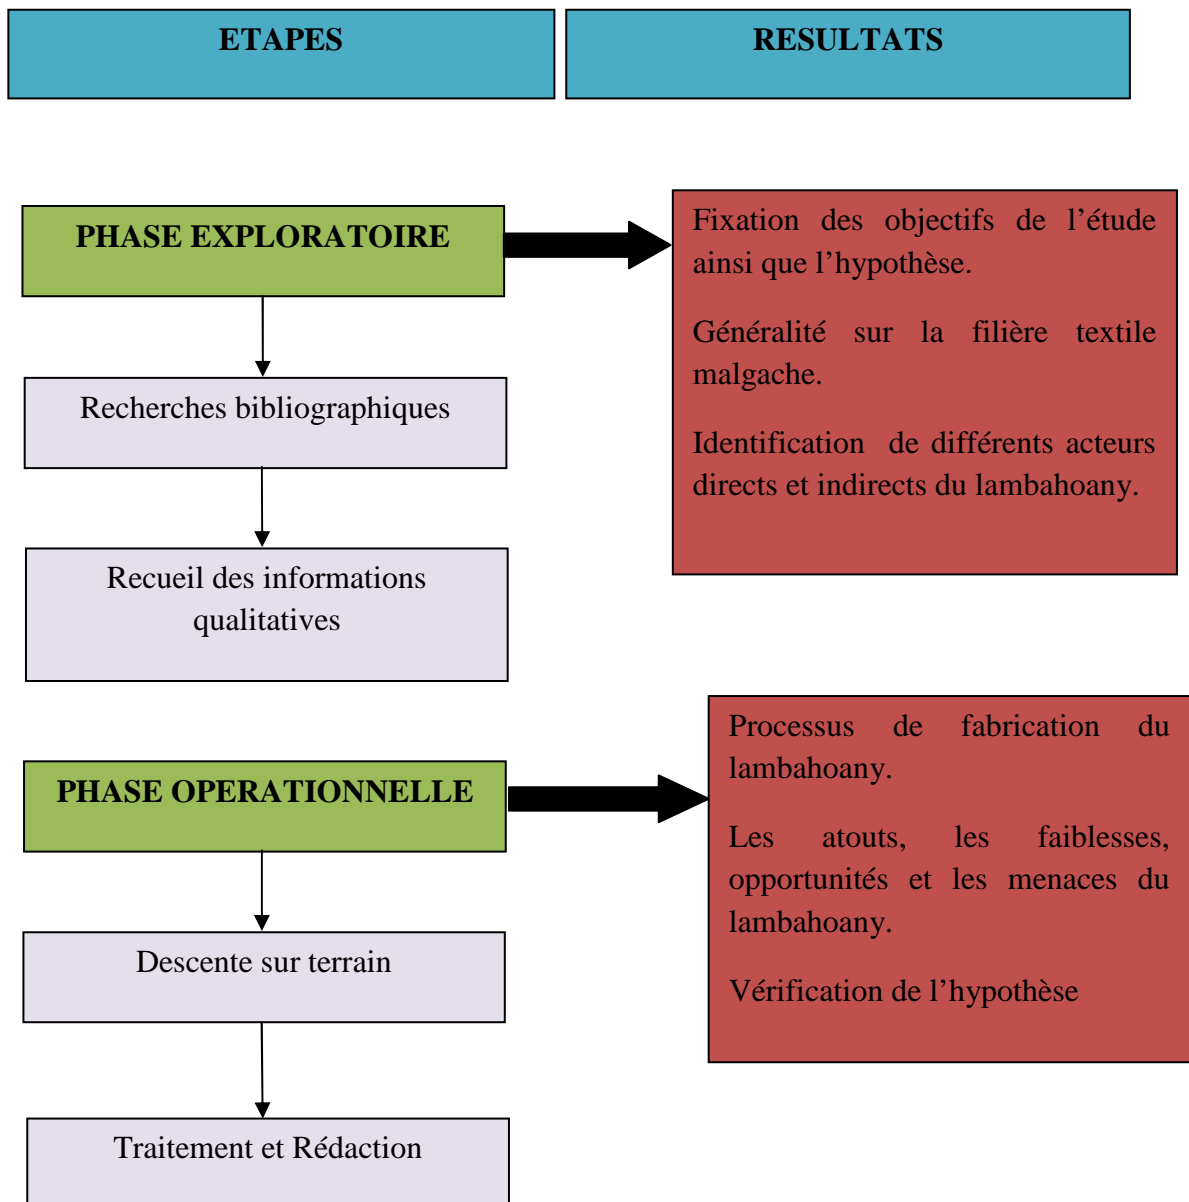 ETAPES
RESULTATS
PHASE EXPLORATOIRE
Fixation des objectifs de l’étude
ainsi que l’hypothèse.
Généralité sur la filière textile
malgache.
Identification de différents acteurs
directs et indirects du lambahoany.
Recherches bibliographiques
Recueil des informations
qualitatives
PHASE OPERATIONNELLE
Processus de fabrication du
lambahoany.
Les atouts, les faiblesses,
opportunités et les menaces du
lambahoany.
Vérification de l’hypothèse
Descente sur terrain
Traitement et Rédaction